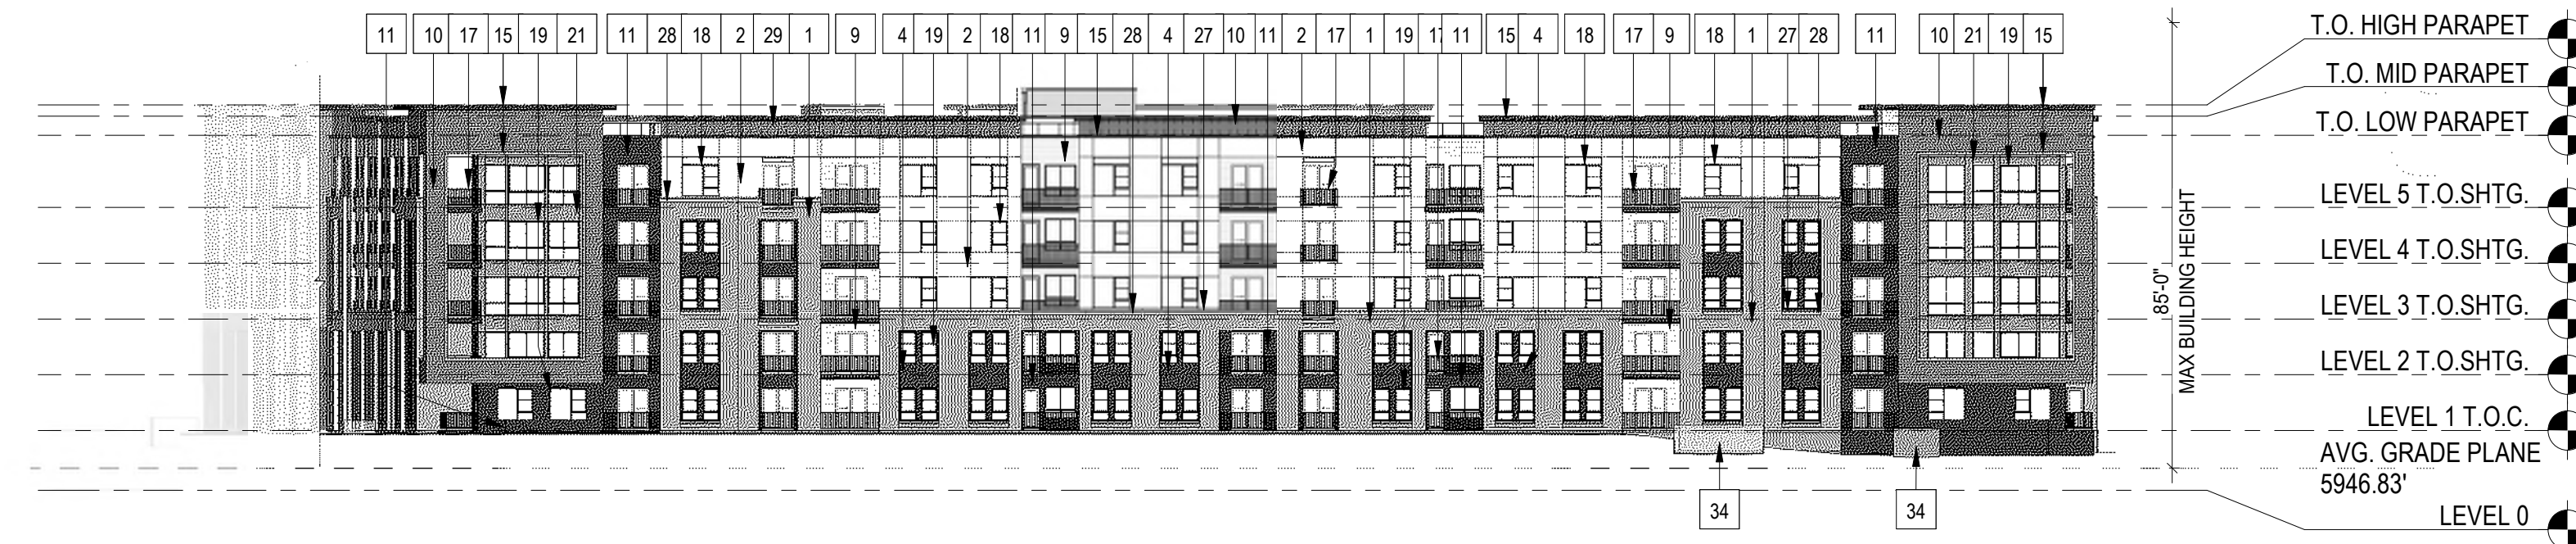 11 10 17 15 19 21 11 28 18 2 29 1 9 4 19 2 18 11 9 15 28 4 27 10 11 2 17 1 19 17 11 15 4 18 17 9 18 1 27 28 11 10 21 19 15
T.O. HIGH PARAPET
T.O. MID PARAPET
T.O. LOW PARAPET
LEVEL 5 T.O.SHTG.
LEVEL 4 T.O.SHTG.
LEVEL 3 T.O.SHTG.
LEVEL 2 T.O.SHTG.
LEVEL 1 T.O.C.
AVG. GRADE PLANE
5946.83'
LEVEL 0
85'-0"
MAX BUILDING HEIGHT
34 34